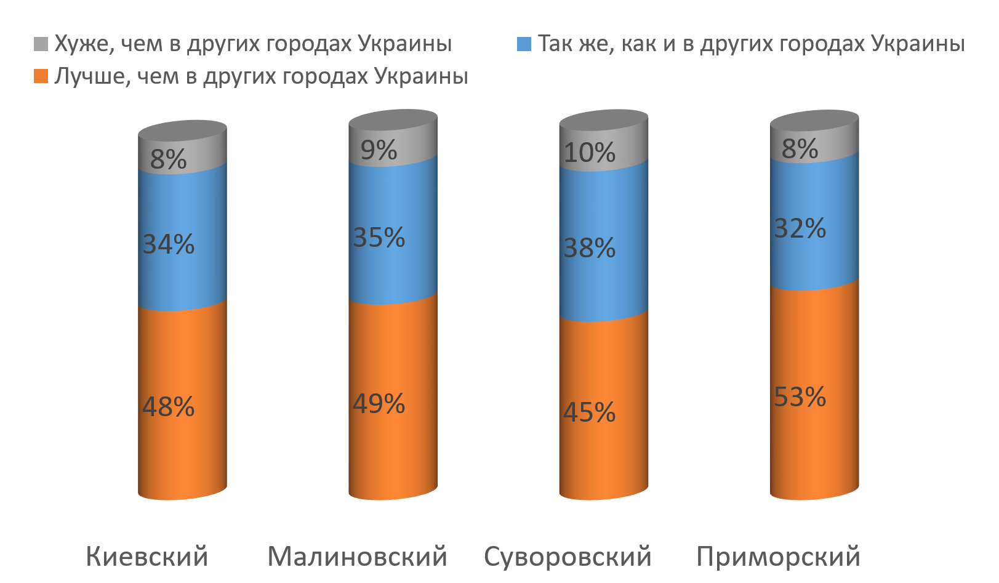 Хуже, чем в других городах Украины
Так же, как и в других городах Украины
Лучше, чем в других городах Украины
8%
9%
10%
8%
34%
35%
38%
32%
48%
49%
45%
53%
Киевский
Малиновский
Суворовский
Приморский